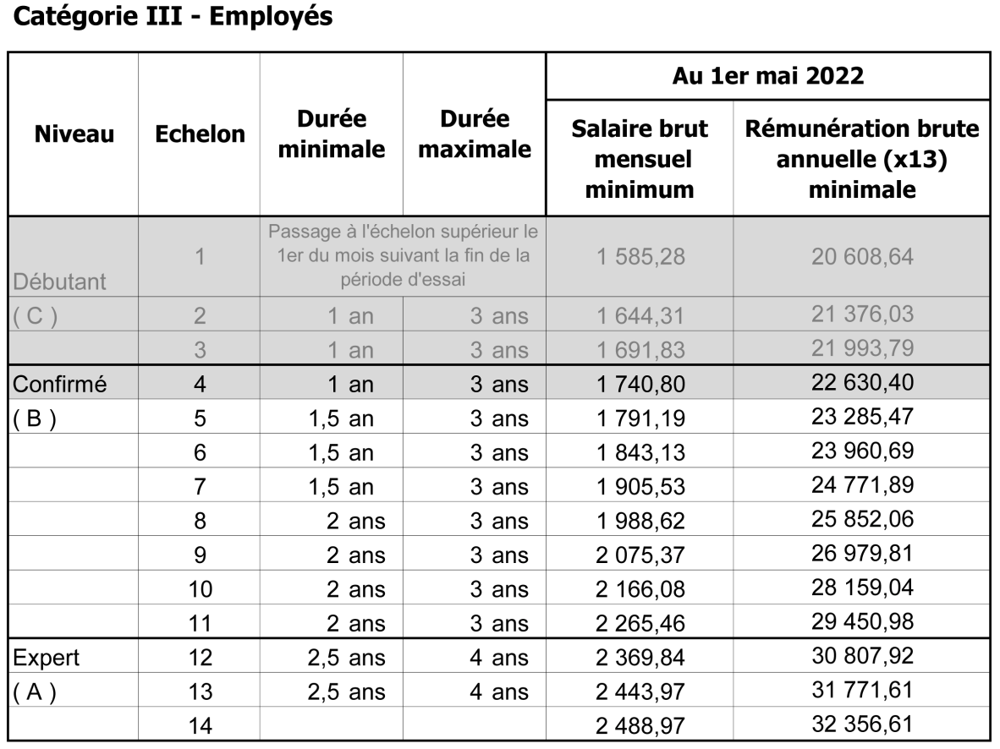 Catégorie III - Employés
Au 1er mai 2022
Niveau Echelon Durée minimale Durée maximale Salaire brut mensuel minimum Rémunération brute annuelle (x13) minimale
Débutant 1 Passage à l'échelon supérieur le 1er du mois suivant la fin de la période d'essai 1 585,28 20 608,64
( C ) 2 1 an 3 ans 1 644,31 21 376,03
3 1 an 3 ans 1 691,83 21 993,79
Confirmé 4 1 an 3 ans 1 740,80 22 630,40
( B ) 5 1,5 an 3 ans 1 791,19 23 285,47
6 1,5 an 3 ans 1 843,13 23 960,69
7 1,5 an 3 ans 1 905,53 24 771,89
8 2 ans 3 ans 1 988,62 25 852,06
9 2 ans 3 ans 2 075,37 26 979,81
10 2 ans 3 ans 2 166,08 28 159,04
11 2 ans 3 ans 2 265,46 29 450,98
Expert 12 2,5 ans 4 ans 2 369,84 30 807,92
( A ) 13 2,5 ans 4 ans 2 443,97 31 771,61
14 2 488,97 32 356,61